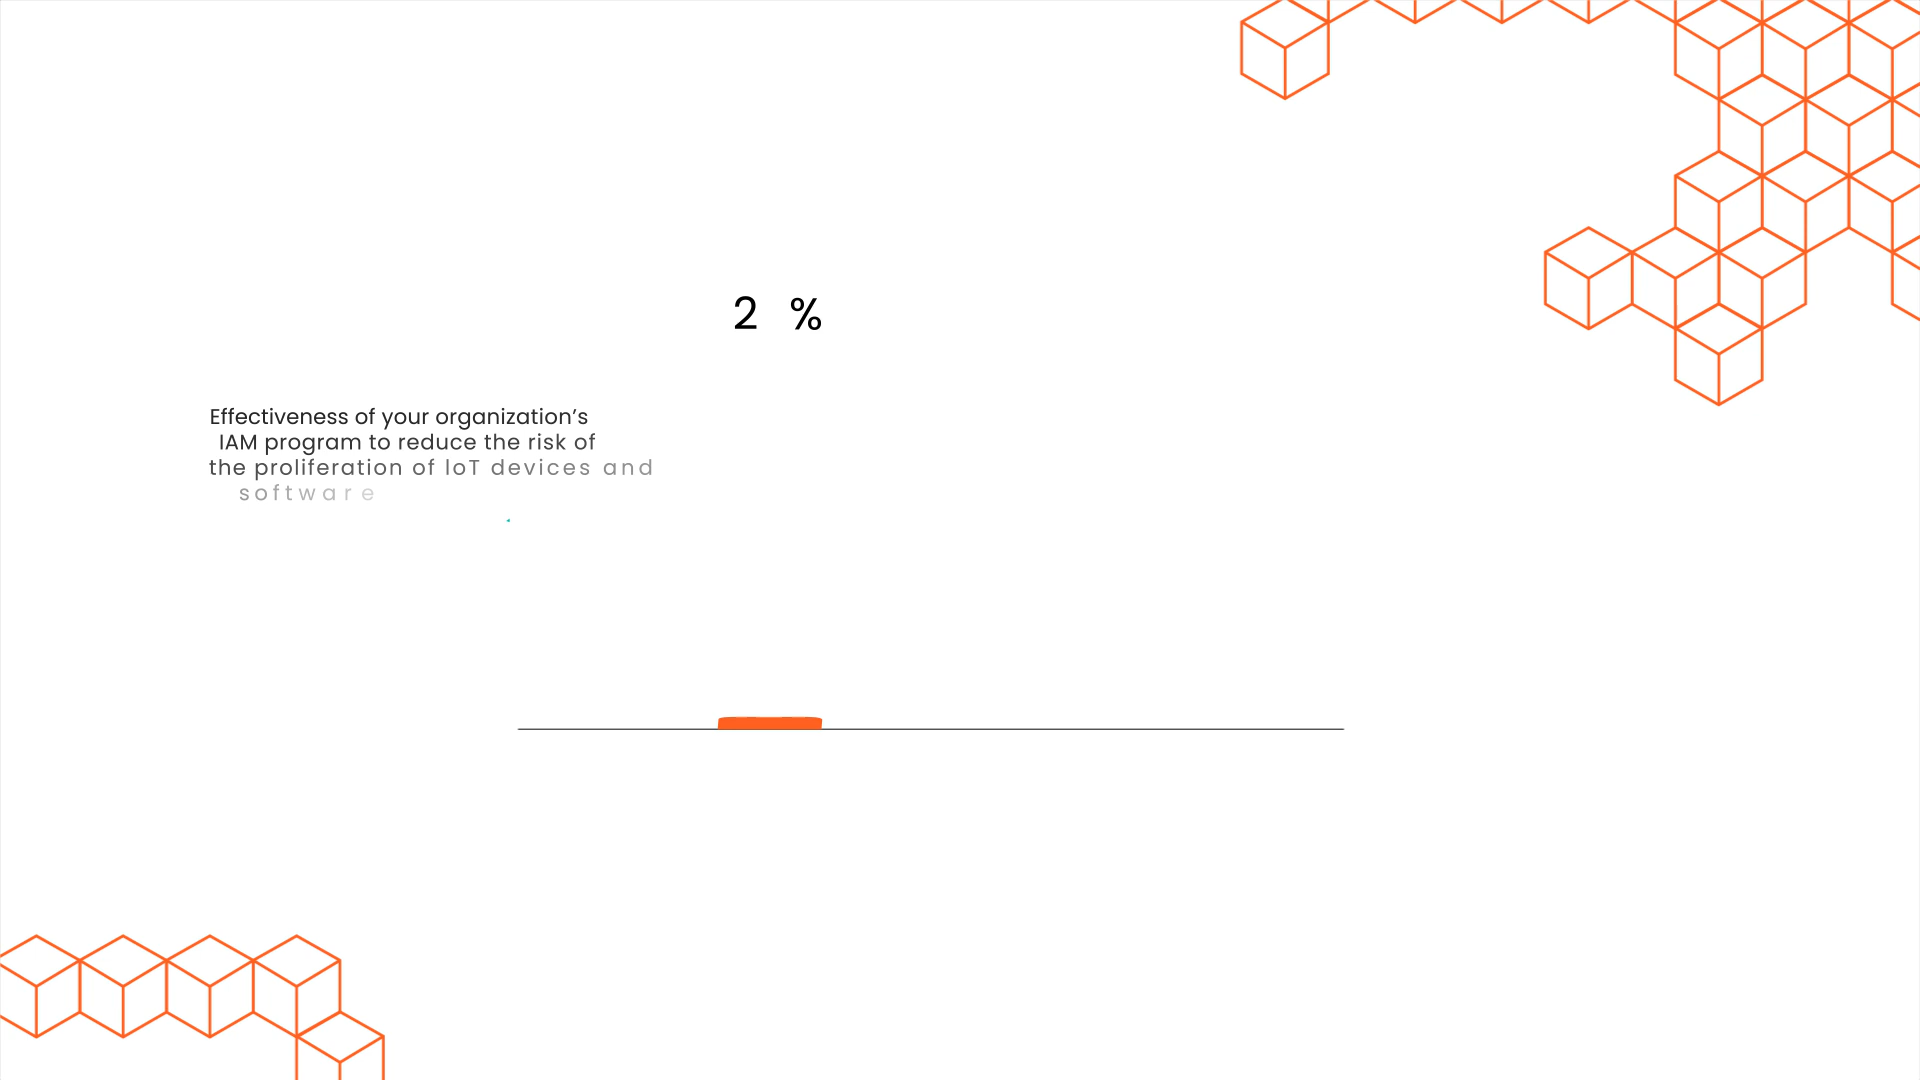 2 %
Effectiveness of your organization’s
IAM program to reduce the risk of
the proliferation of IoT devices and
software